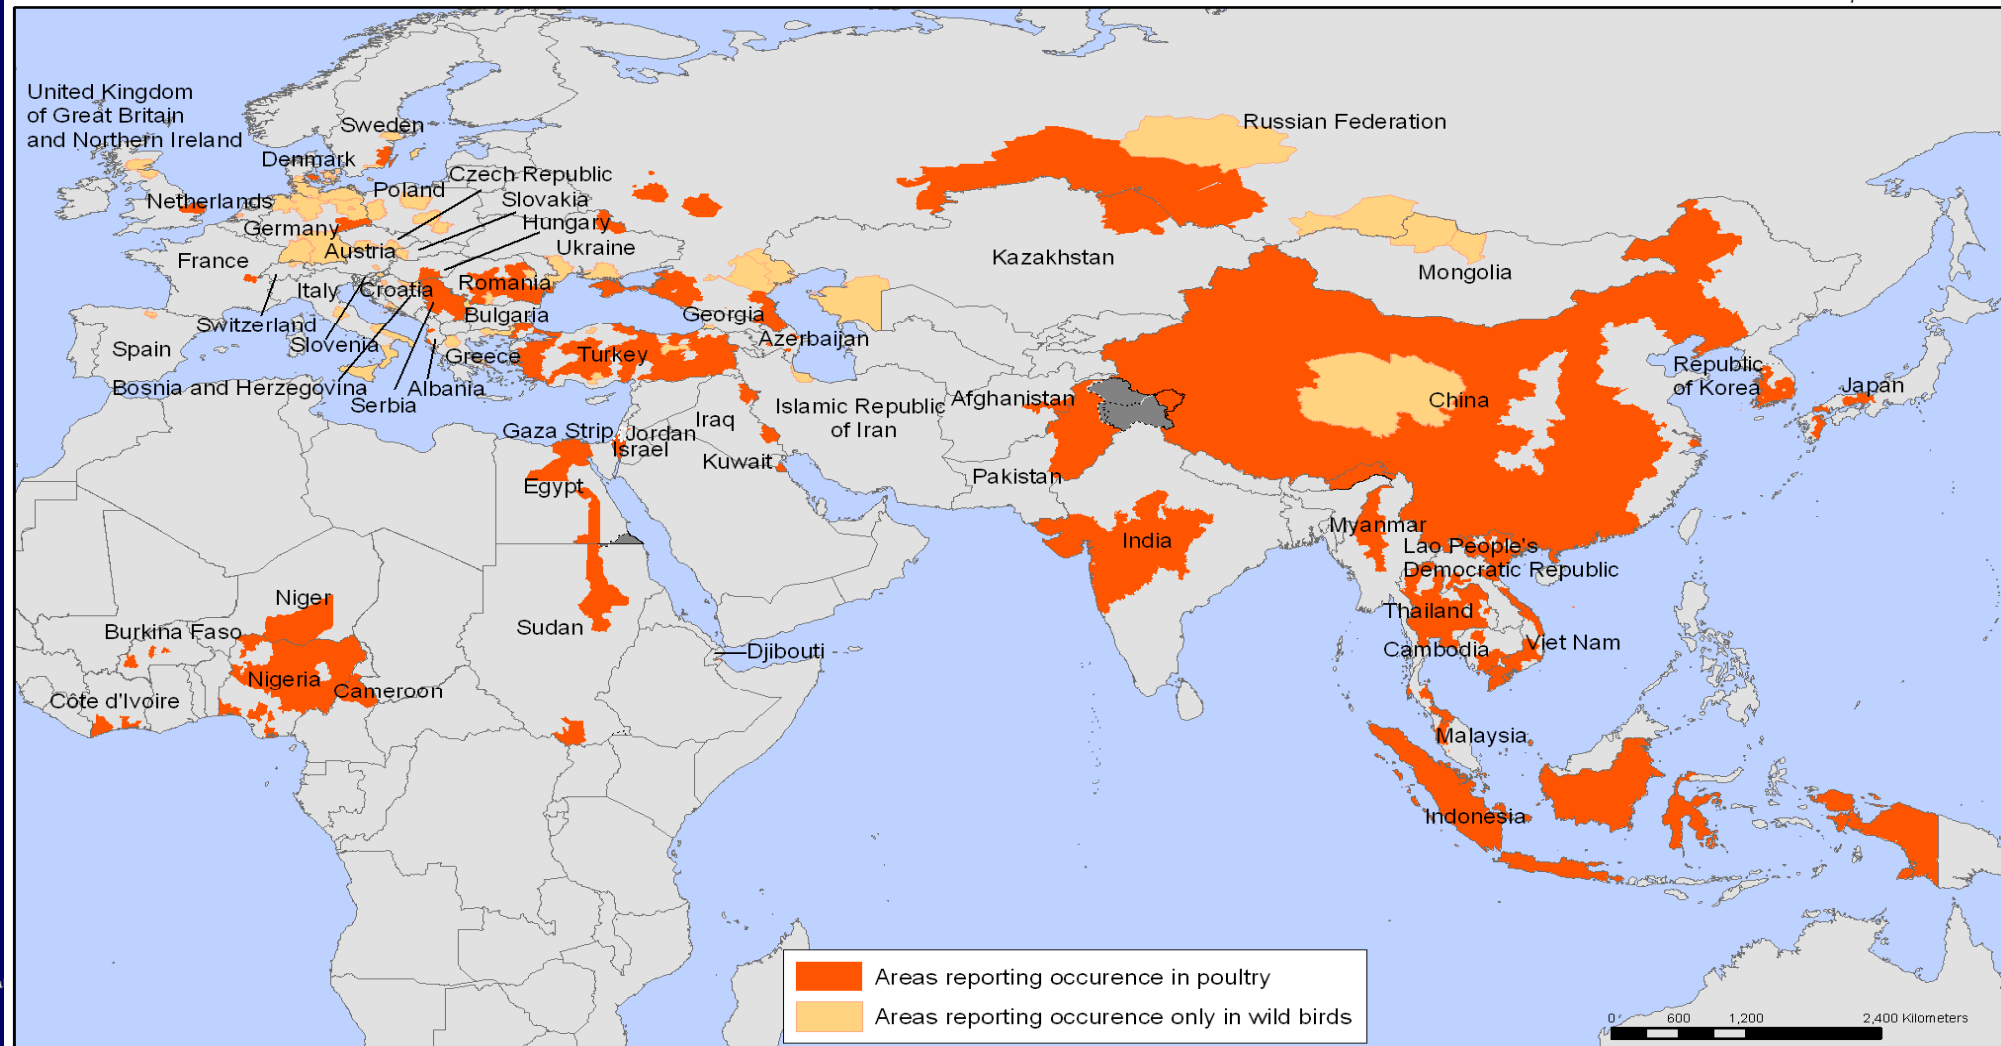 United Kingdom
of Great Britain
and Northern Ireland
Sweden
Denmark
Russian Federation
Czech Republic
Poland
Slovakia
Netherlands
Hungary
Germany
Ukraine
Austria
France
Kazakhstan
Mongolia
Italy
Croatia
Romania
Switzerland
Bulgaria
Georgia
Slovenia
Azerbaijan
Spain
Greece
Turkey
Bosnia and Herzegovina
Albania
Serbia
Republic
of Korea
Japan
Afghanistan
China
Islamic Republic
of Iran
Iraq
Gaza Strip
Jordan
Israel
Kuwait
Pakistan
Egypt
India
Myanmar
Lao People's
Democratic Republic
Niger
Thailand
Burkina Faso
Sudan
Djibouti
Cambodia
Viet Nam
Nigeria
Cameroon
Côte d'Ivoire
Malaysia
Indonesia
Areas reporting occurence in poultry
Areas reporting occurence only in wild birds
0 600 1,200 2,400 Kilometers